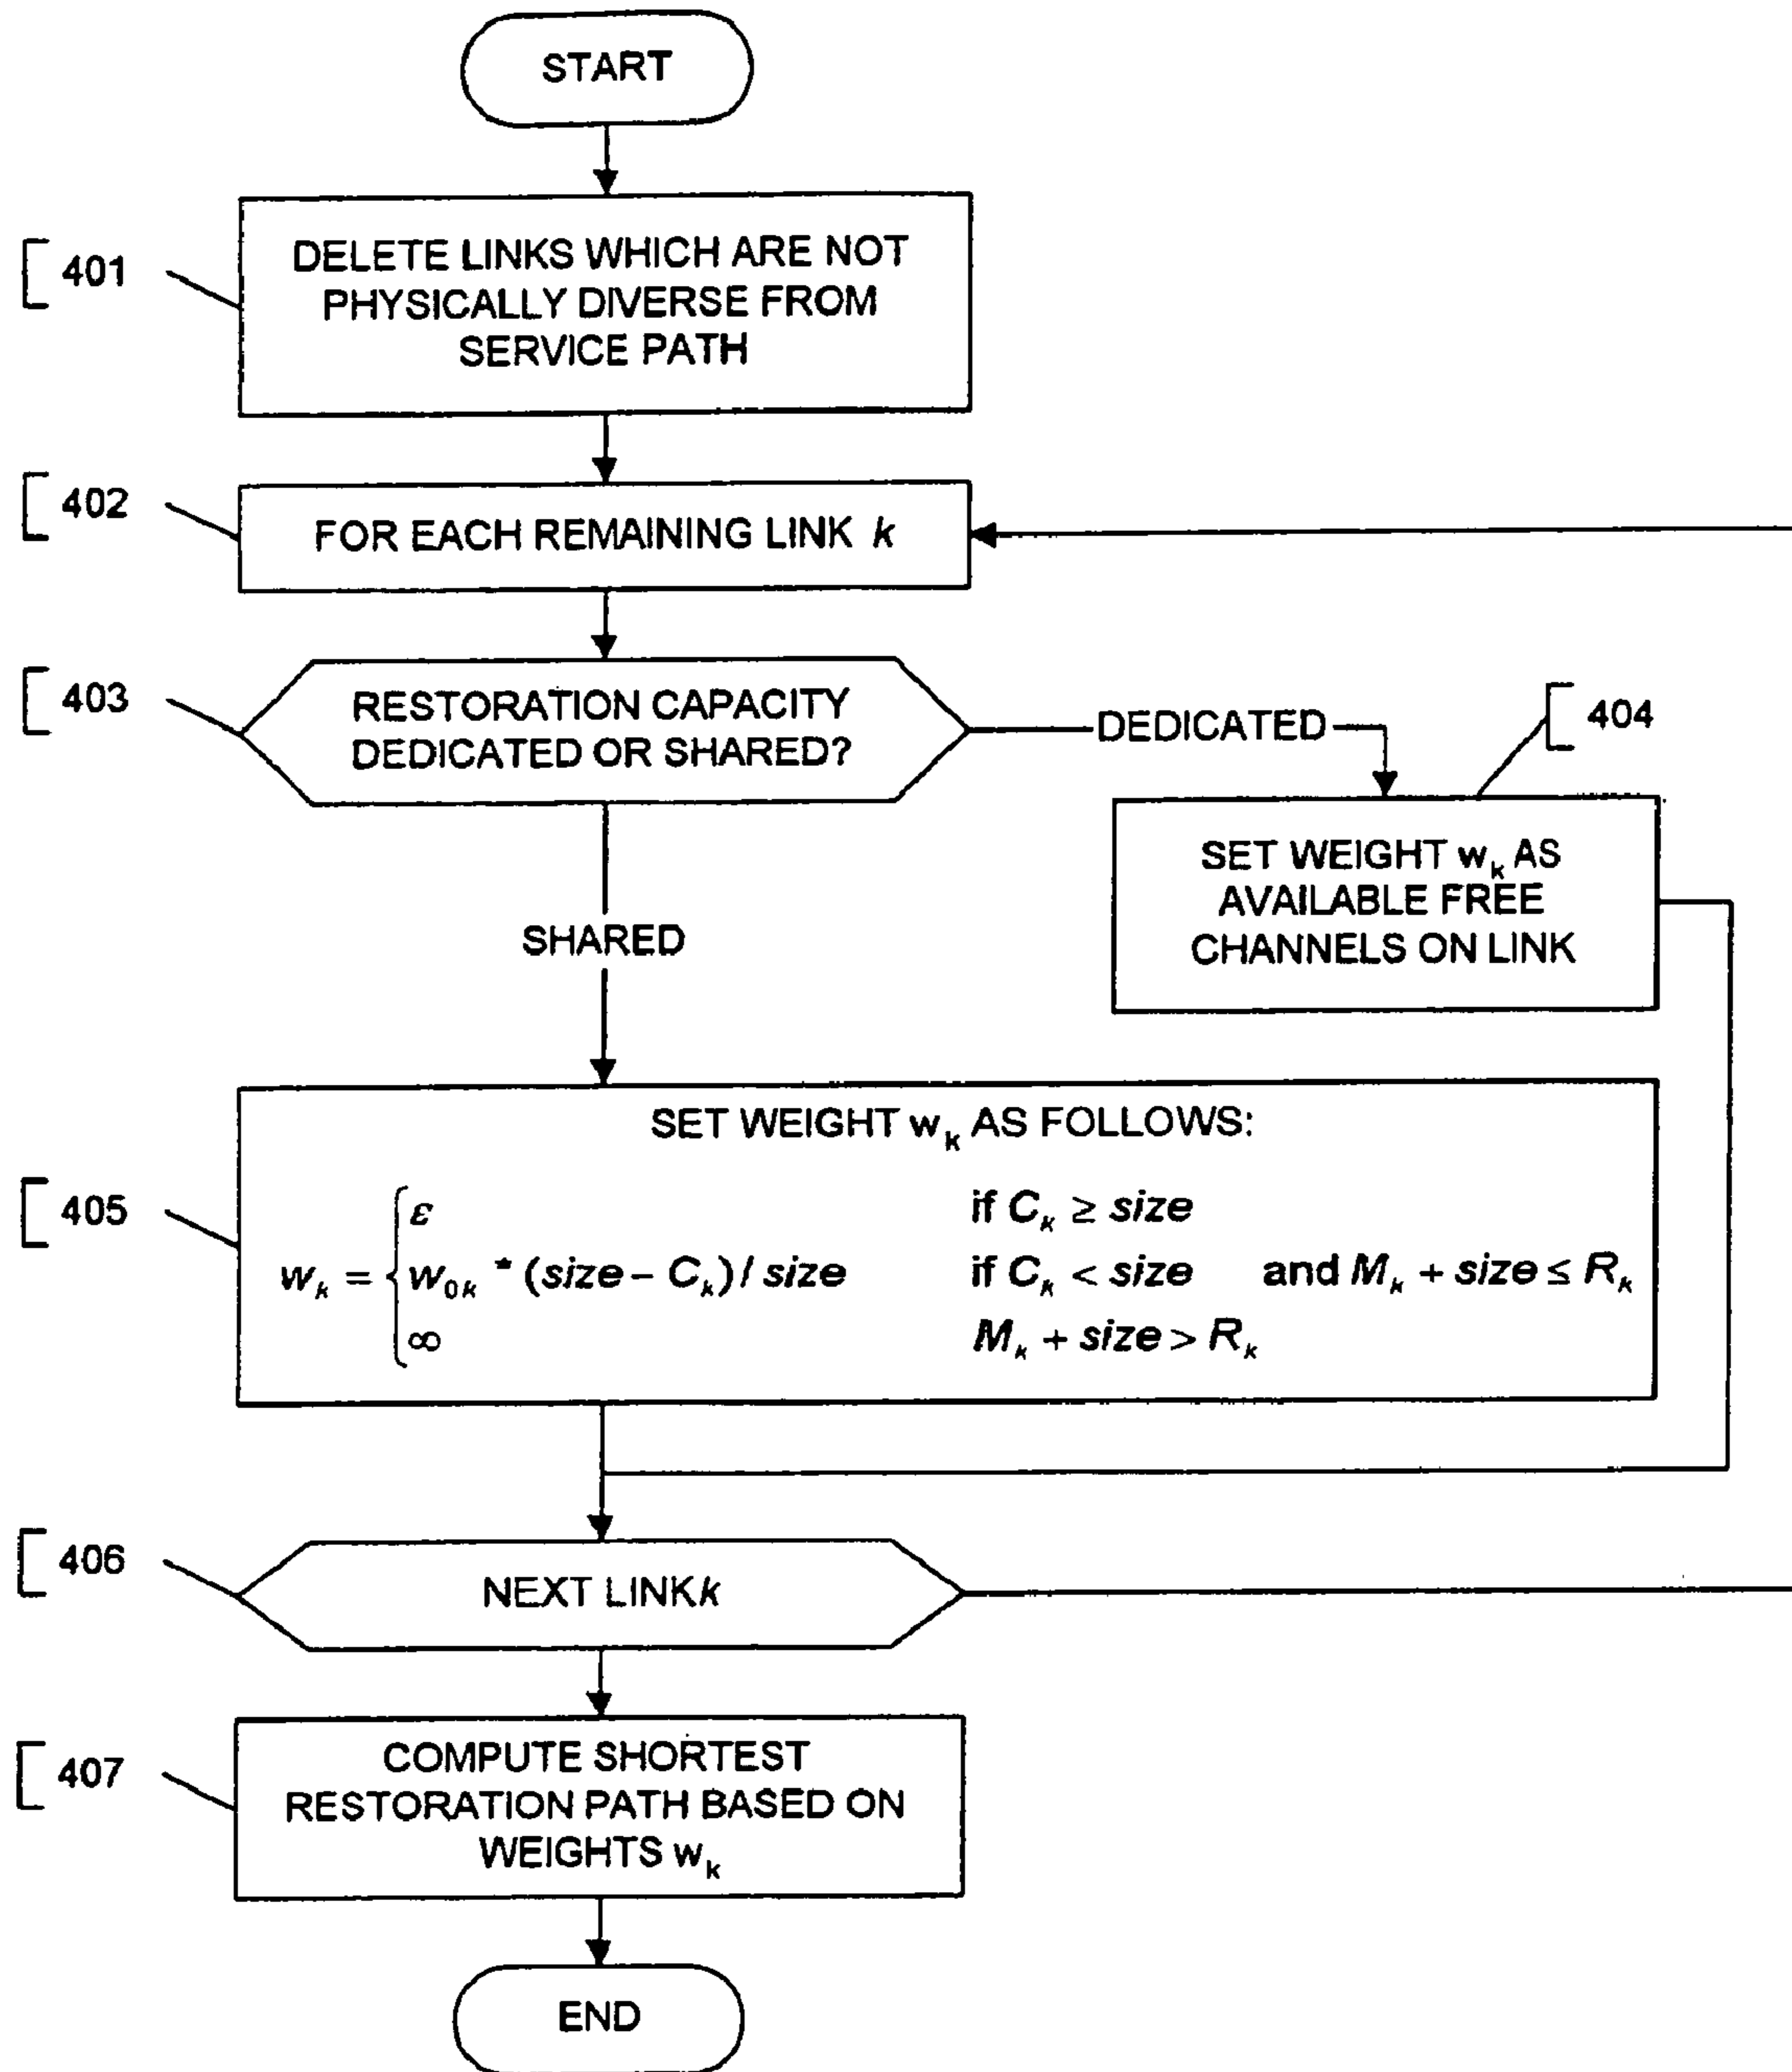 START
401
DELETE LINKS WHICH ARE NOT
PHYSICALLY DIVERSE FROM
SERVICE PATH
402
FOR EACH REMAINING LINK k
403
RESTORATION CAPACITY
DEDICATED OR SHARED?
DEDICATED
404
SET WEIGHT w_k AS
AVAILABLE FREE
CHANNELS ON LINK
SHARED
405
SET WEIGHT w_k AS FOLLOWS:
w_k = { ε if C_k ≥ size
w_{0k} * (size – C_k) / size if C_k < size and M_k + size ≤ R_k
∞ M_k + size > R_k
406
NEXT LINK k
407
COMPUTE SHORTEST
RESTORATION PATH BASED ON
WEIGHTS w_k
END